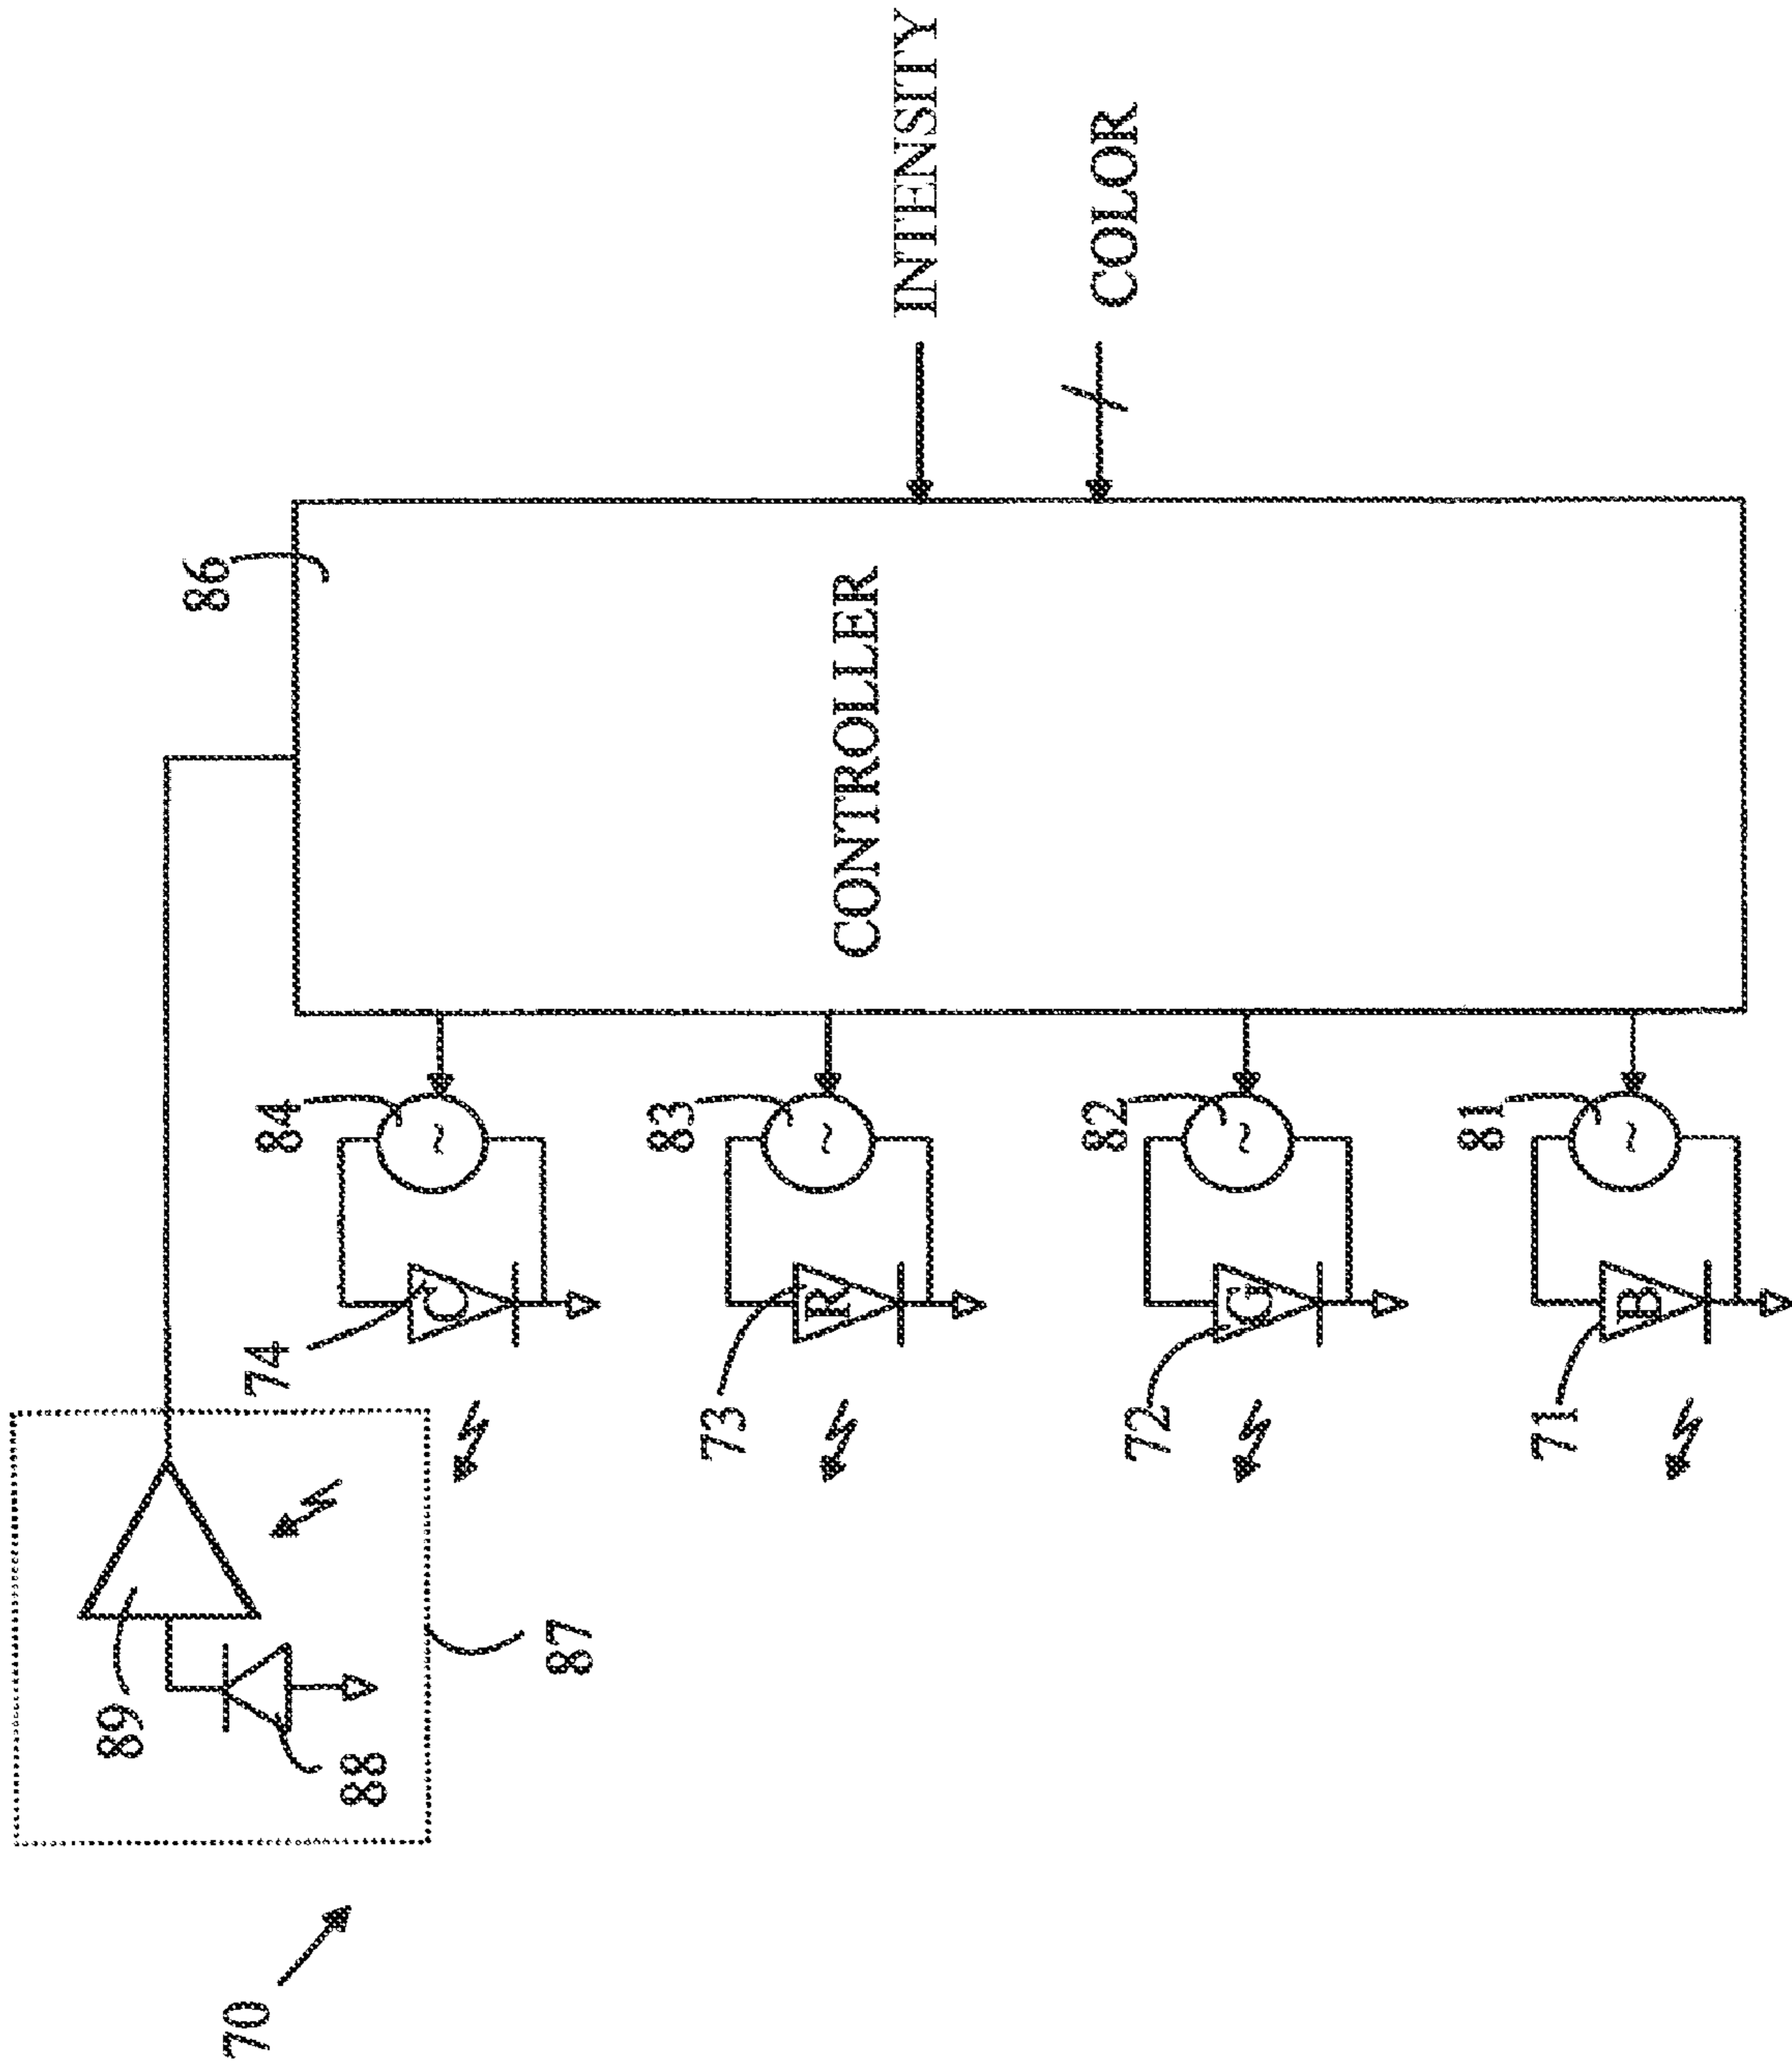 89
86
70
74
84
88
C
~
87
83
73
R
~
CONTROLLER
INTENSITY
COLOR
82
72
G
~
81
71
B
~